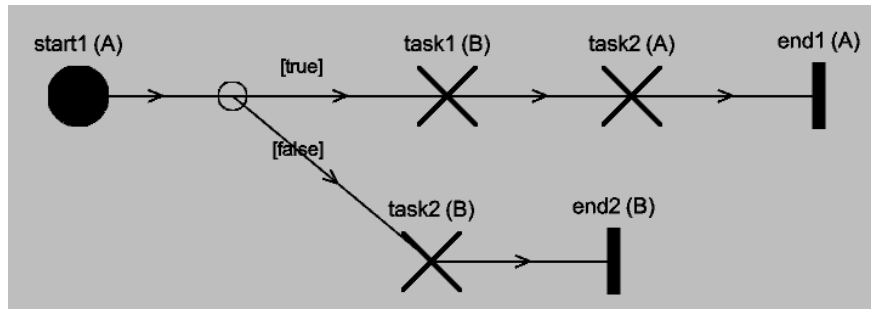 start1 (A)
[true]
task1 (B)
task2 (A)
end1 (A)
[false]
task2 (B)
end2 (B)